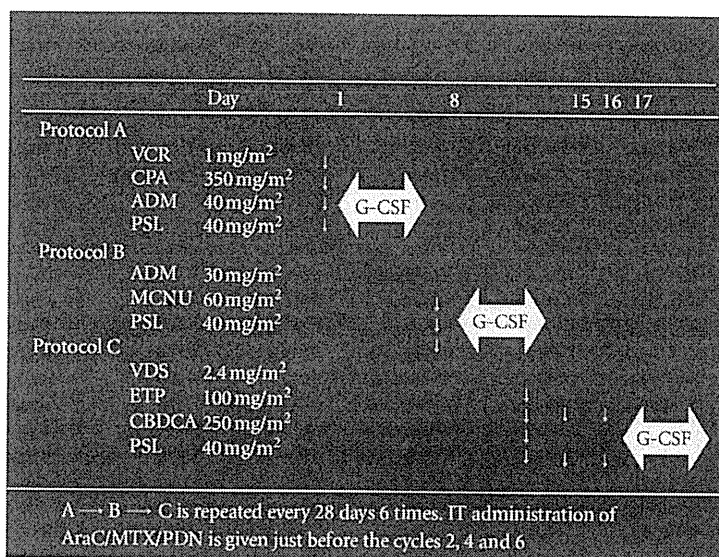 Day 1 8 15 16 17
Protocol A
VCR 1 mg/m²
CPA 350 mg/m²
ADM 40 mg/m²
G-CSF
PSL 40 mg/m²
Protocol B
ADM 30 mg/m²
MCNU 60 mg/m²
PSL 40 mg/m²
G-CSF
Protocol C
VDS 2.4 mg/m²
ETP 100 mg/m²
CBDCA 250 mg/m²
PSL 40 mg/m²
G-CSF
A → B → C is repeated every 28 days 6 times. IT administration of
AraC/MTX/PDN is given just before the cycles 2, 4 and 6